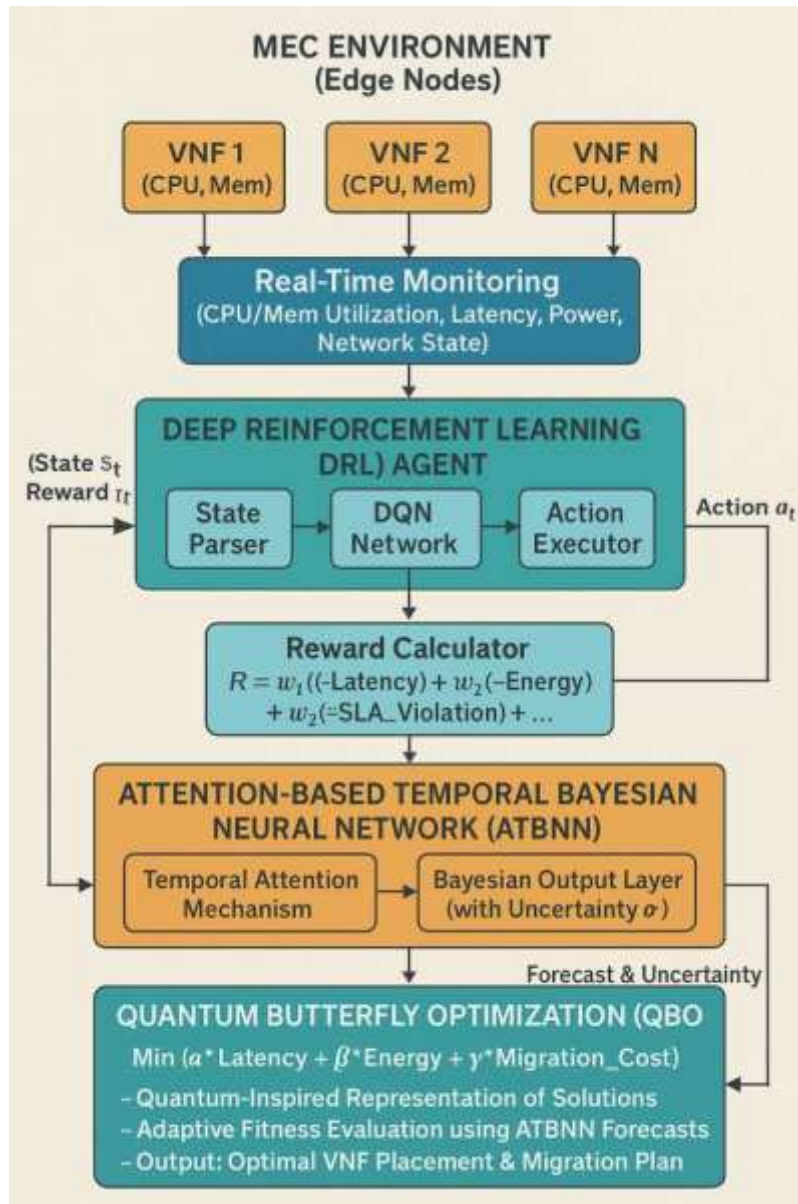 MEC ENVIRONMENT
(Edge Nodes)
VNF 1
(CPU, Mem)
VNF 2
(CPU, Mem)
VNF N
(CPU, Mem)
Real-Time Monitoring
(CPU/Mem Utilization, Latency, Power,
Network State)
DEEP REINFORCEMENT LEARNING
DRL) AGENT
(State St
Reward rt
State
Parser
DQN
Network
Action
Executor
Action at
Reward Calculator
R = w1((-Latency) + w2(-Energy)
+ w2(=SLA_Violation) + ...
ATTENTION-BASED TEMPORAL BAYESIAN
NEURAL NETWORK (ATBNN)
Temporal Attention
Mechanism
Bayesian Output Layer
(with Uncertainty σ)
Forecast & Uncertainty
QUANTUM BUTTERFLY OPTIMIZATION (QBO
Min (α*Latency + β*Energy + γ*Migration_Cost)
– Quantum-Inspired Representation of Solutions
– Adaptive Fitness Evaluation using ATBNN Forecasts
– Output: Optimal VNF Placement & Migration Plan